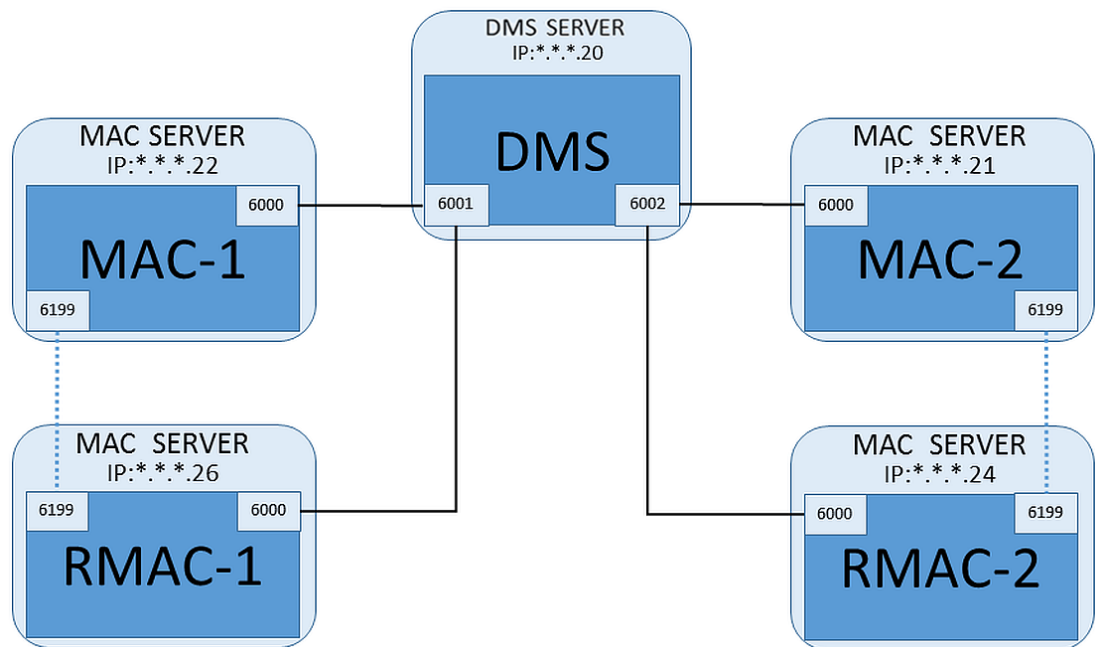 DMS SERVER
IP:*.*.*.20
DMS
6001
6002
MAC SERVER
IP:*.*.*.22
6000
MAC-1
6199
MAC SERVER
IP:*.*.*.21
6000
MAC-2
6199
MAC SERVER
IP:*.*.*.26
6199
6000
RMAC-1
MAC SERVER
IP:*.*.*.24
6000
6199
RMAC-2